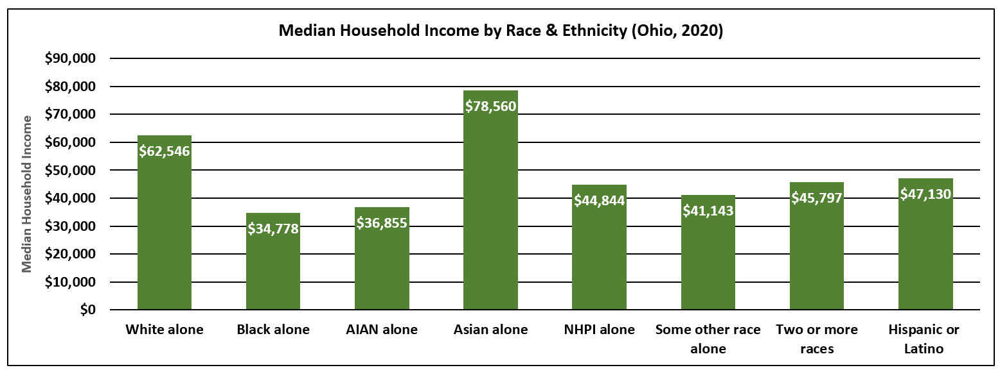 Median Household Income by Race & Ethnicity (Ohio, 2020)
Median Household Income
$90,000
$80,000
$70,000
$60,000
$50,000
$40,000
$30,000
$20,000
$10,000
$0
$62,546
$34,778
$36,855
$78,560
$44,844
$41,143
$45,797
$47,130
White alone
Black alone
AIAN alone
Asian alone
NHPI alone
Some other race
alone
Two or more
races
Hispanic or
Latino